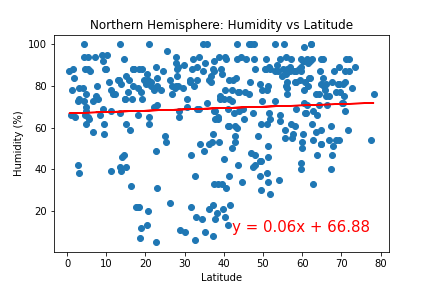 Northern Hemisphere: Humidity vs Latitude
100
80
60
40
20
Humidity (%)
y = 0.06x + 66.88
0 10 20 30 40 50 60 70 80
Latitude